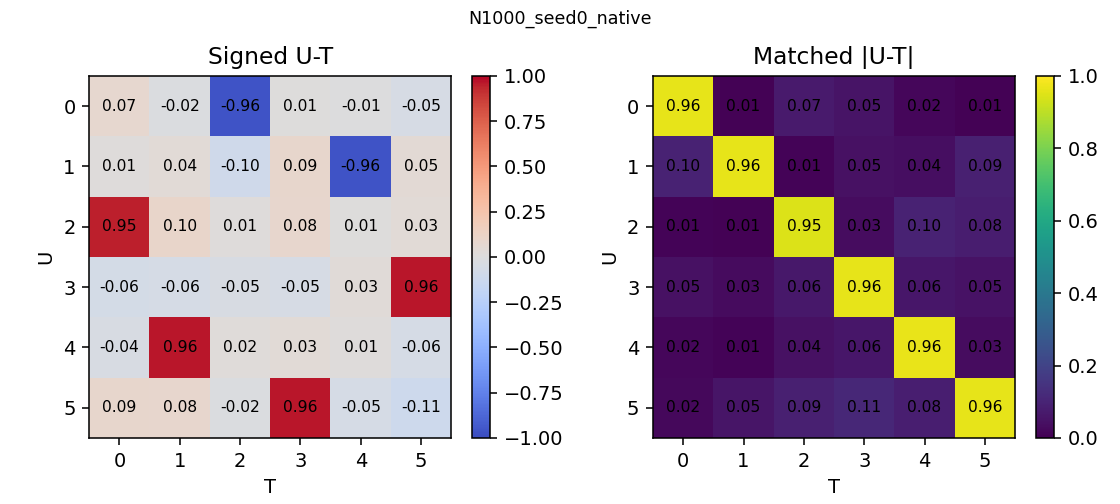 N1000_seed0_native
Signed U-T
Matched |U-T|
0 0.07 -0.02 -0.96 0.01 -0.01 -0.05
1 0.01 0.04 -0.10 0.09 -0.96 0.05
2 0.95 0.10 0.01 0.08 0.01 0.03
3 -0.06 -0.06 -0.05 -0.05 0.03 0.96
4 -0.04 0.96 0.02 0.03 0.01 -0.06
5 0.09 0.08 -0.02 0.96 -0.05 -0.11
0 1 2 3 4 5
U
T
1.00
0.75
0.50
0.25
0.00
−0.25
−0.50
−0.75
−1.00
0 0.96 0.01 0.07 0.05 0.02 0.01
1 0.10 0.96 0.01 0.05 0.04 0.09
2 0.01 0.01 0.95 0.03 0.10 0.08
3 0.05 0.03 0.06 0.96 0.06 0.05
4 0.02 0.01 0.04 0.06 0.96 0.03
5 0.02 0.05 0.09 0.11 0.08 0.96
0 1 2 3 4 5
U
T
1.0
0.8
0.6
0.4
0.2
0.0